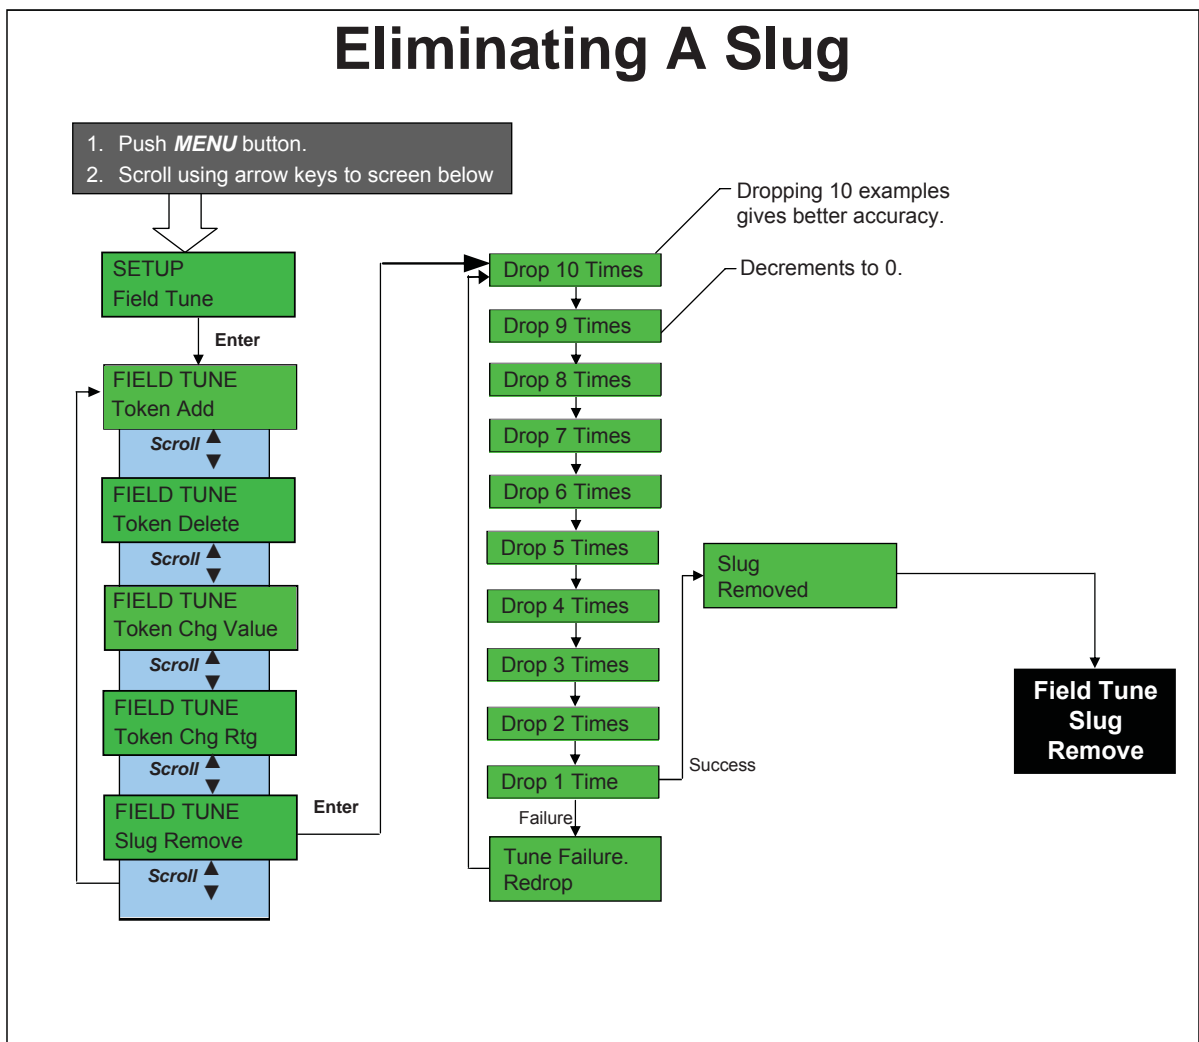 Eliminating A Slug
1. Push MENU button.
2. Scroll using arrow keys to screen below
SETUP
Field Tune
Enter
FIELD TUNE
Token Add
Scroll
FIELD TUNE
Token Delete
Scroll
FIELD TUNE
Token Chg Value
Scroll
FIELD TUNE
Token Chg Rtg
Scroll
FIELD TUNE
Slug Remove
Scroll
Enter
Drop 10 Times
Dropping 10 examples
gives better accuracy.
Drop 9 Times
Decrements to 0.
Drop 8 Times
Drop 7 Times
Drop 6 Times
Drop 5 Times
Drop 4 Times
Drop 3 Times
Drop 2 Times
Drop 1 Time
Success
Failure
Tune Failure.
Redrop
Slug
Removed
Field Tune
Slug
Remove